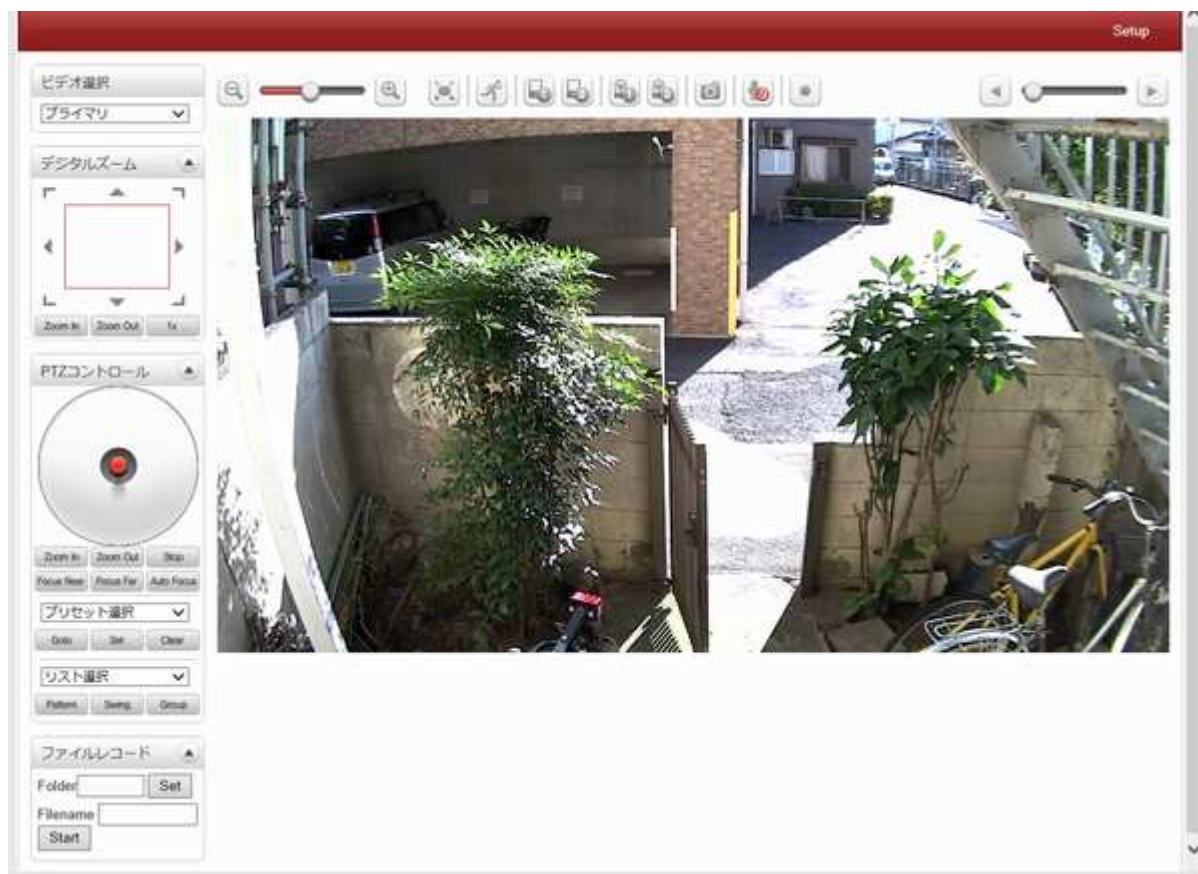 Setup
ビデオ選択
プライマリ
デジタルズーム
Zoom In Zoom Out 1x
PTZコントロール
Zoom In Zoom Out Stop
Focus Near Focus Far Auto Focus
プリセット選択
Goto Set Clear
リスト選択
Pattern Swing Group
ファイルレコード
Folder Set
Filename
Start